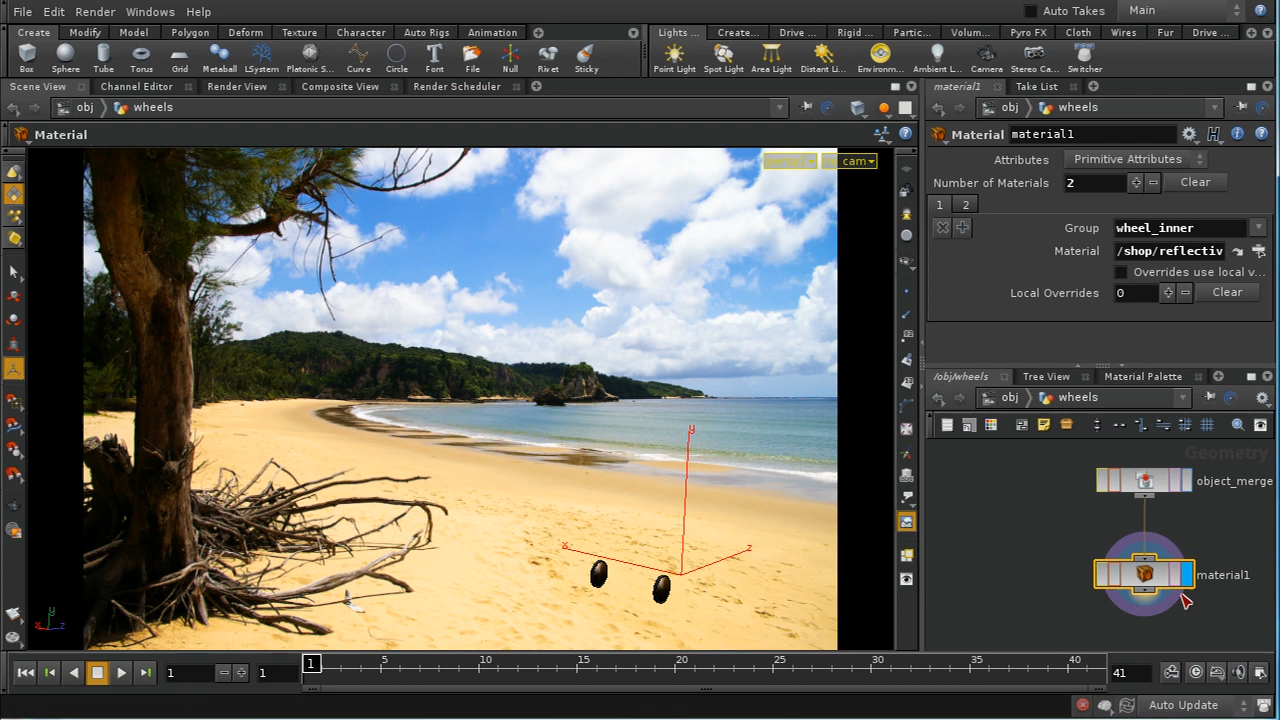 File Edit Render Windows Help Auto Takes Main
Create Modify Model Polygon Deform Texture Character Auto Rigs Animation Lights ... Create... Drive ... Rigid ... Partic... Volum... Pyro FX Cloth Wires Fur Drive ...
Box Sphere Tube Torus Grid Metaball LSystem Platonic S... Curve Circle Font File Null Rivet Sticky Point Light Spot Light Area Light Distant Li... Environm... Ambient L... Camera Stereo Ca... Switcher
Scene View Channel Editor Render View Composite View Render Scheduler material1 Take List
obj wheels obj wheels
Material Material material1
cam
Attributes Primitive Attributes
Number of Materials 2 Clear
1 2
Group wheel_inner
Material /shop/reflectiv
Overrides use local v...
Local Overrides 0 Clear
/obj/wheels Tree View Material Palette
obj wheels
Geometry
object_merge
material1
y
x z
y
x z
1 1 1 5 10 15 20 25 30 35 40 41
Auto Update